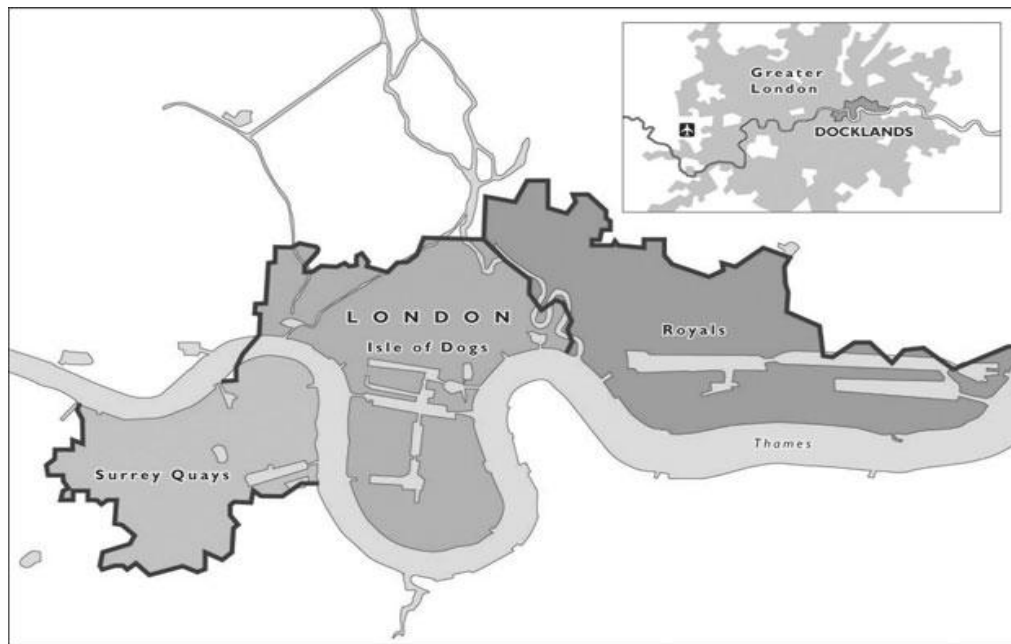 Greater
London
DOCKLANDS
LONDON
Isle of Dogs
Royals
Thames
Surrey Quays